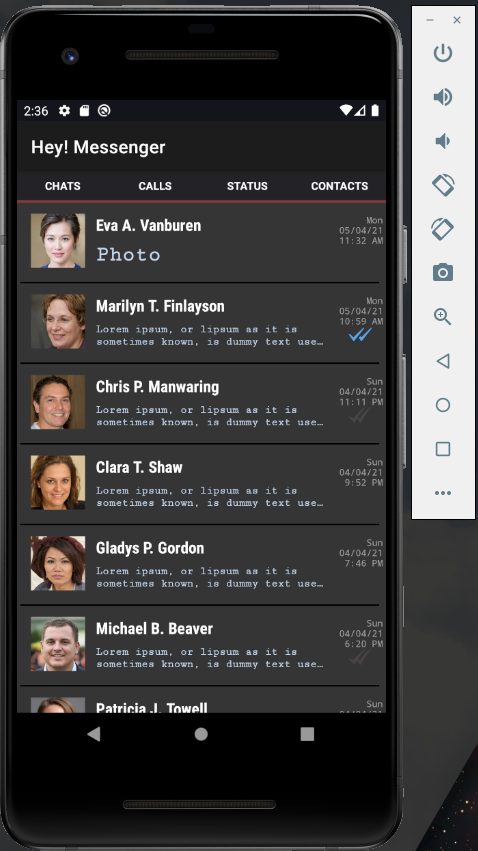 2:36
Hey! Messenger
CHATS CALLS STATUS CONTACTS
Eva A. Vanburen
Photo
Mon
05/04/21
11:32 AM
Marilyn T. Finlayson
Lorem ipsum, or lipsum as it is
sometimes known, is dummy text use…
Mon
05/04/21
10:59 AM
Chris P. Manwaring
Lorem ipsum, or lipsum as it is
sometimes known, is dummy text use…
Sun
04/04/21
11:11 PM
Clara T. Shaw
Lorem ipsum, or lipsum as it is
sometimes known, is dummy text use…
Sun
04/04/21
9:52 PM
Gladys P. Gordon
Lorem ipsum, or lipsum as it is
sometimes known, is dummy text use…
Sun
04/04/21
7:46 PM
Michael B. Beaver
Lorem ipsum, or lipsum as it is
sometimes known, is dummy text use…
Sun
04/04/21
6:20 PM
Patricia J. Towell
Sun
04/04/21